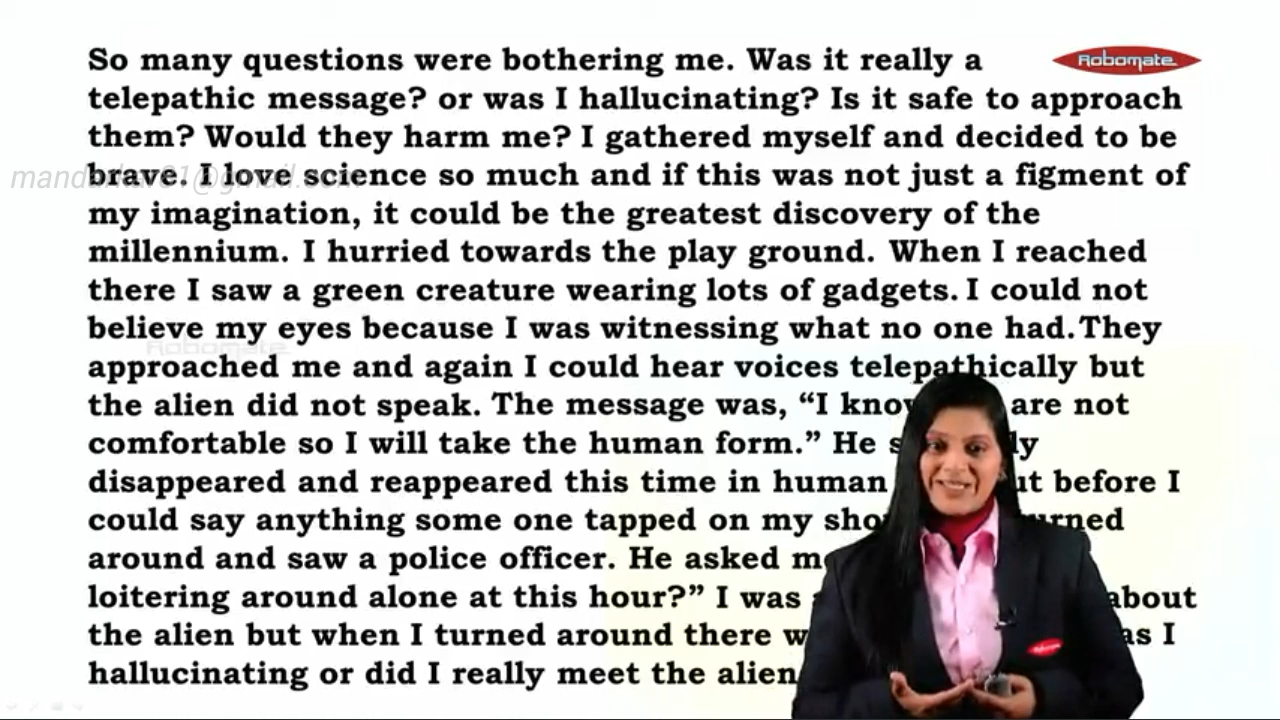 So many questions were bothering me. Was it really a
Robomate
telepathic message? or was I hallucinating? Is it safe to approach
them? Would they harm me? I gathered myself and decided to be
brave. I love science so much and if this was not just a figment of
my imagination, it could be the greatest discovery of the
millennium. I hurried towards the play ground. When I reached
there I saw a green creature wearing lots of gadgets. I could not
believe my eyes because I was witnessing what no one had. They
Robomate
approached me and again I could hear voices telepathically but
the alien did not speak. The message was, “I are not
comfortable so I will take the human form.” He
disappeared and reappeared this time in human before I
could say anything some one tapped on my
around and saw a police officer. He asked
loitering around alone at this hour?” I was about
the alien but when I turned around there I
hallucinating or did I really meet the alien
Robomate